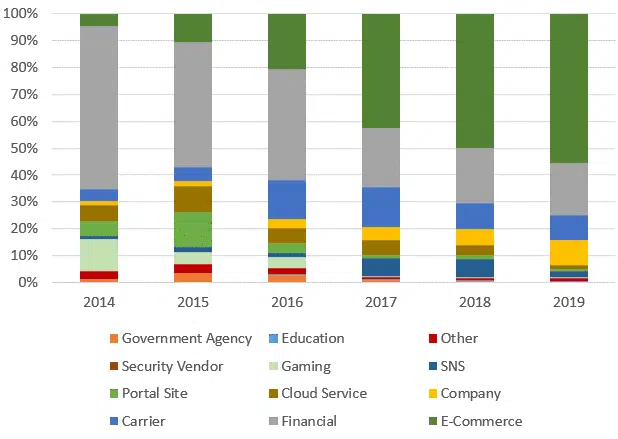 100%
90%
80%
70%
60%
50%
40%
30%
20%
10%
0%
2014 2015 2016 2017 2018 2019
Government Agency Education Other
Security Vendor Gaming SNS
Portal Site Cloud Service Company
Carrier Financial E-Commerce